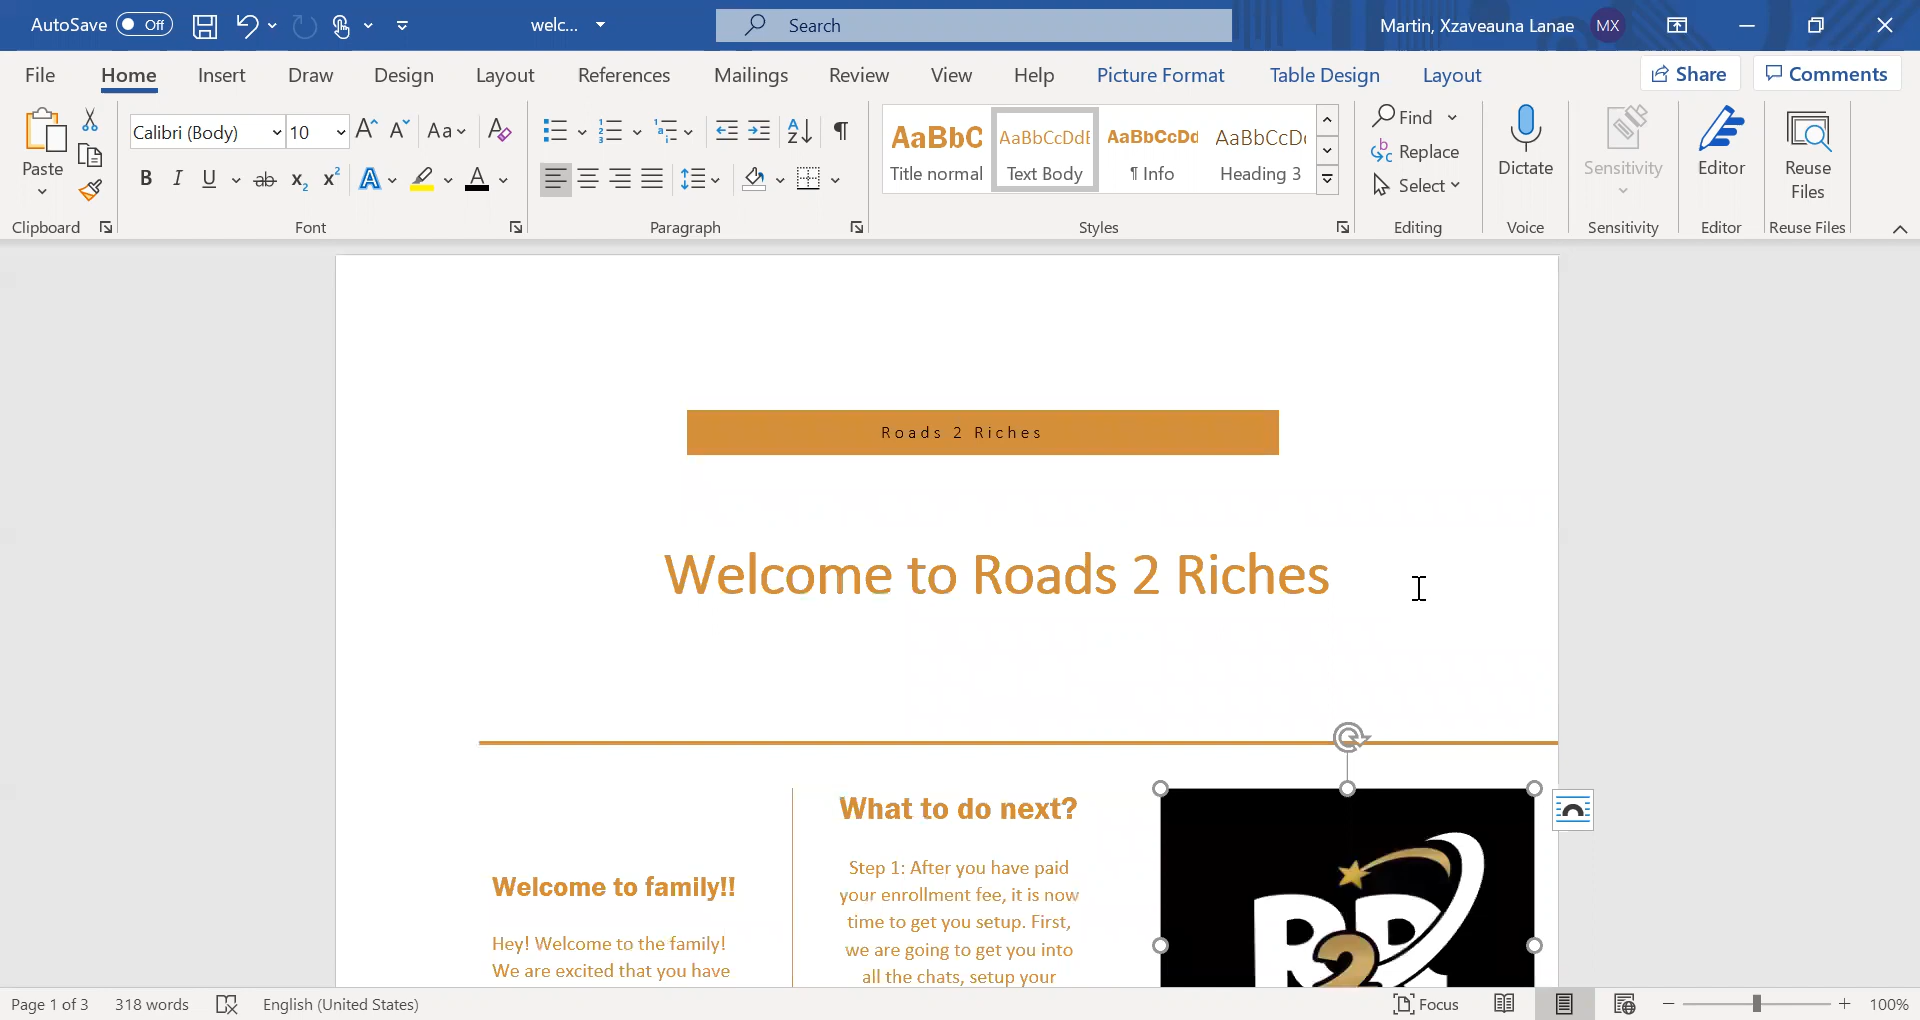 AutoSave Off welc... Search Martin, Xzaveauna Lanae MX
File Home Insert Draw Design Layout References Mailings Review View Help Picture Format Table Design Layout Share Comments
Paste
Calibri (Body) 10 Aa
B I U ab x₂ x² A A
AaBbC AaBbCcDdE AaBbCcDd AaBbCcDc
Title normal Text Body ¶ Info Heading 3
Find
Replace
Select
Dictate
Sensitivity
Editor
Reuse
Files
Clipboard Font Paragraph Styles Editing Voice Sensitivity Editor Reuse Files
Roads 2 Riches
Welcome to Roads 2 Riches
Welcome to family!!
Hey! Welcome to the family!
We are excited that you have
What to do next?
Step 1: After you have paid
your enrollment fee, it is now
time to get you setup. First,
we are going to get you into
all the chats, setup your
R2R
Page 1 of 3 318 words English (United States) Focus 100%